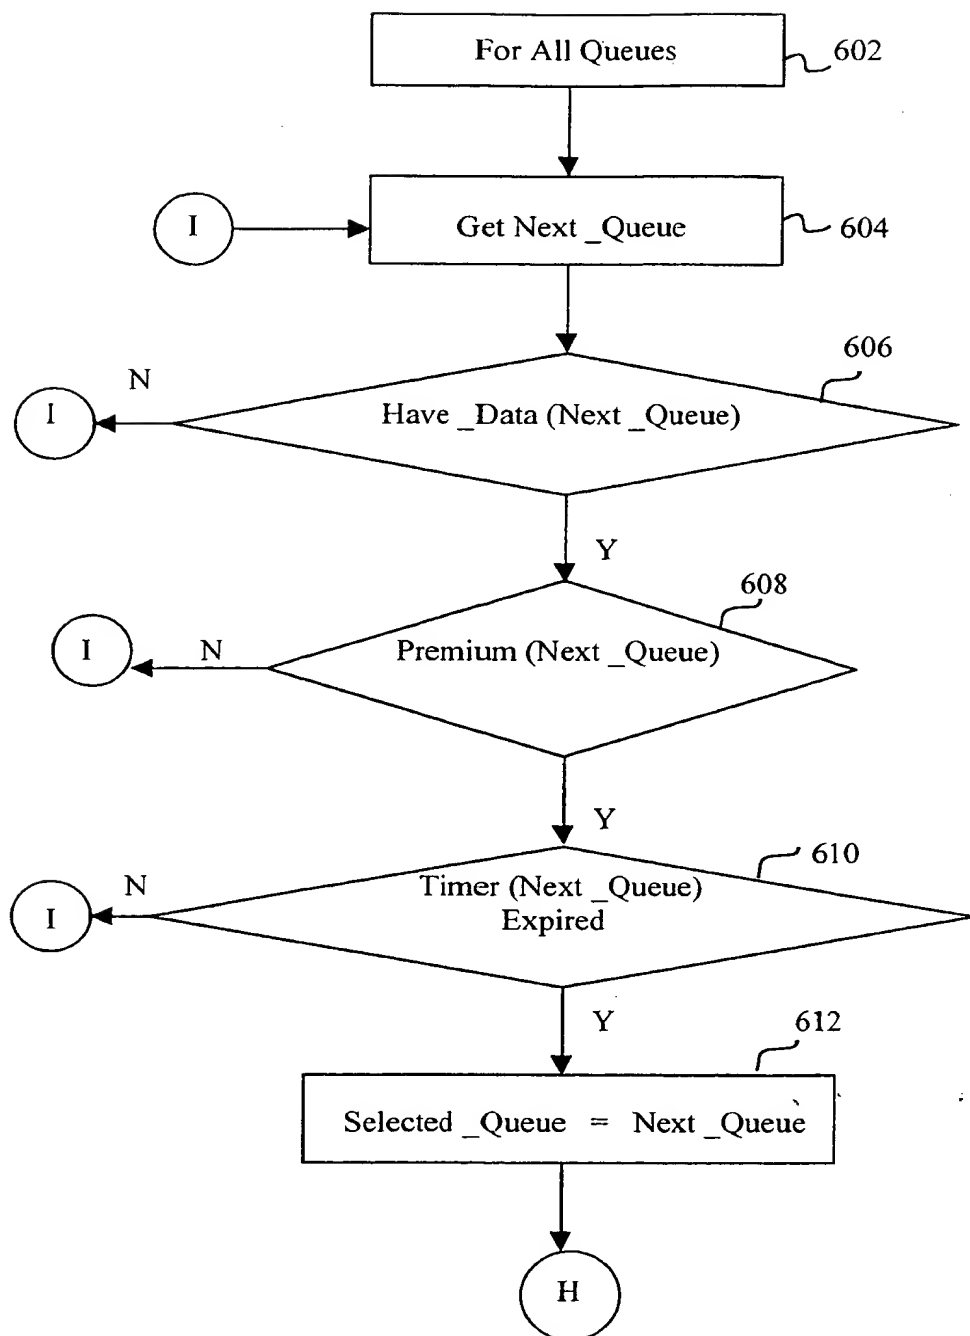 For All Queues
602
I
Get Next _Queue
604
606
N
I
Have _Data (Next _Queue)
Y
608
I
N
Premium (Next _Queue)
Y
610
N
I
Timer (Next _Queue)
Expired
Y
612
Selected _Queue = Next _Queue
H